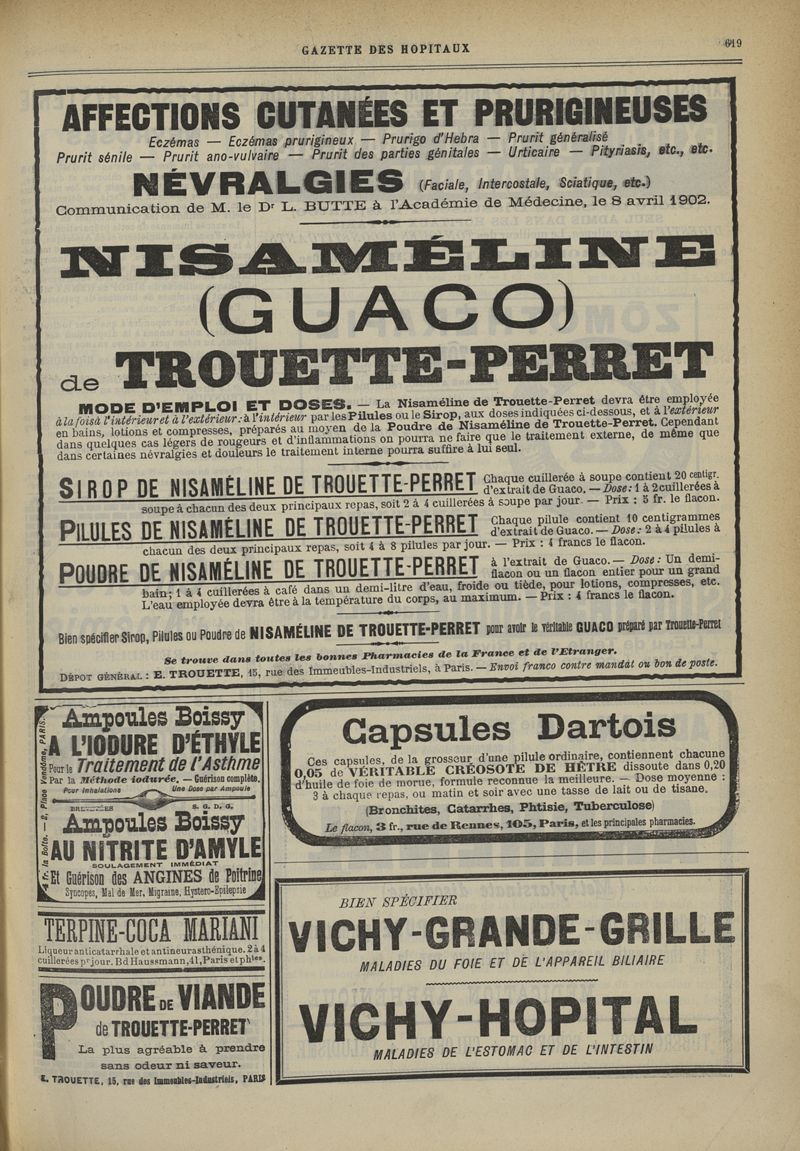 GAZETTE DES HOPITAUX
619
AFFECTIONS CUTANÉES ET PRURIGINEUSES
Eczémas — Eczémas prurigineux — Prurigo d'Hebra — Prurit généralisé
Prurit sénile — Prurit ano-vulvaire — Prurit des parties génitales — Urticaire — Pityriasis, etc., etc.
NÉVRALGIES (Faciale, Intercostale, Sciatique, etc.)
Communication de M. le Dr L. BUTTE à l'Académie de Médecine, le 8 avril 1902.
NISAMÉLINE
(GUACO)
de TROUETTE-PERRET
MODE D'EMPLOI ET DOSES. — La Nisaméline de Trouette-Perret devra être employée
à la fois à l'intérieur et à l'extérieur: à l'intérieur par les Pilules ou le Sirop, aux doses indiquées ci-dessous, et à l'extérieur
en bains, lotions et compresses, préparés au moyen de la Poudre de Nisaméline de Trouette-Perret. Cependant
dans quelques cas légers de rougeurs et d'inflammations on pourra ne faire que le traitement externe, de même que
dans certaines névralgies et douleurs le traitement interne pourra suffire à lui seul.
SIROP DE NISAMÉLINE DE TROUETTE-PERRET Chaque cuillerée à soupe contient 20 centigr.
d'extrait de Guaco. — Dose: 1 à 2 cuillerées à
soupe à chacun des deux principaux repas, soit 2 à 4 cuillerées à soupe par jour. — Prix : 5 fr. le flacon.
PILULES DE NISAMÉLINE DE TROUETTE-PERRET Chaque pilule contient 10 centigrammes
d'extrait de Guaco. — Dose: 2 à 4 pilules à
chacun des deux principaux repas, soit 4 à 8 pilules par jour. — Prix : 4 francs le flacon.
POUDRE DE NISAMÉLINE DE TROUETTE-PERRET à l'extrait de Guaco. — Dose: Un demi-
flacon ou un flacon entier pour un grand
bain; 1 à 4 cuillerées à café dans un demi-litre d'eau, froide ou tiède, pour lotions, compresses, etc.
L'eau employée devra être à la température du corps, au maximum. — Prix : 4 francs le flacon.
Bien spécifier Sirop, Pilules ou Poudre de NISAMÉLINE DE TROUETTE-PERRET pour avoir le véritable GUACO préparé par Trouette-Perret
Se trouve dans toutes les bonnes Pharmacies de la France et de l'Etranger.
DÉPOT GÉNÉRAL : E. TROUETTE, 15, rue des Immeubles-Industriels, à Paris. — Envoi franco contre mandat ou bon de poste.
Ampoules Boissy
A L'IODURE D'ÉTHYLE
Pour le Traitement de l'Asthme
Par la Méthode iodurée. — Guérison complète.
Pour Inhalations Une Dose par Ampoule
BREVETÉES S. G. D. G.
Ampoules Boissy
AU NITRITE D'AMYLE
SOULAGEMENT IMMÉDIAT
Et Guérison des ANGINES de Poitrine
Syncopes, Mal de Mer, Migraine, Hystero-Epilepsie
4 fr. la Boîte. — 2, Place Vendôme, PARIS.
TERPINE-COCA MARIANI
Liqueur anticatarrhale et antineurasthénique. 2 à 4
cuillerées pr jour. Bd Haussmann, 41, Paris et phies.
POUDRE DE VIANDE
de TROUETTE-PERRET
La plus agréable à prendre
sans odeur ni saveur.
E. TROUETTE, 15, rue des Immeubles-Industriels, PARIS
Capsules Dartois
Ces capsules, de la grosseur d'une pilule ordinaire, contiennent chacune
0,05 de VÉRITABLE CRÉOSOTE DE HÊTRE dissoute dans 0,20
d'huile de foie de morue, formule reconnue la meilleure. — Dose moyenne :
3 à chaque repas, ou matin et soir avec une tasse de lait ou de tisane.
(Bronchites, Catarrhes, Phtisie, Tuberculose)
Le flacon, 3 fr., rue de Rennes, 105, Paris, et les principales pharmacies.
BIEN SPÉCIFIER
VICHY-GRANDE-GRILLE
MALADIES DU FOIE ET DE L'APPAREIL BILIAIRE
VICHY-HOPITAL
MALADIES DE L'ESTOMAC ET DE L'INTESTIN